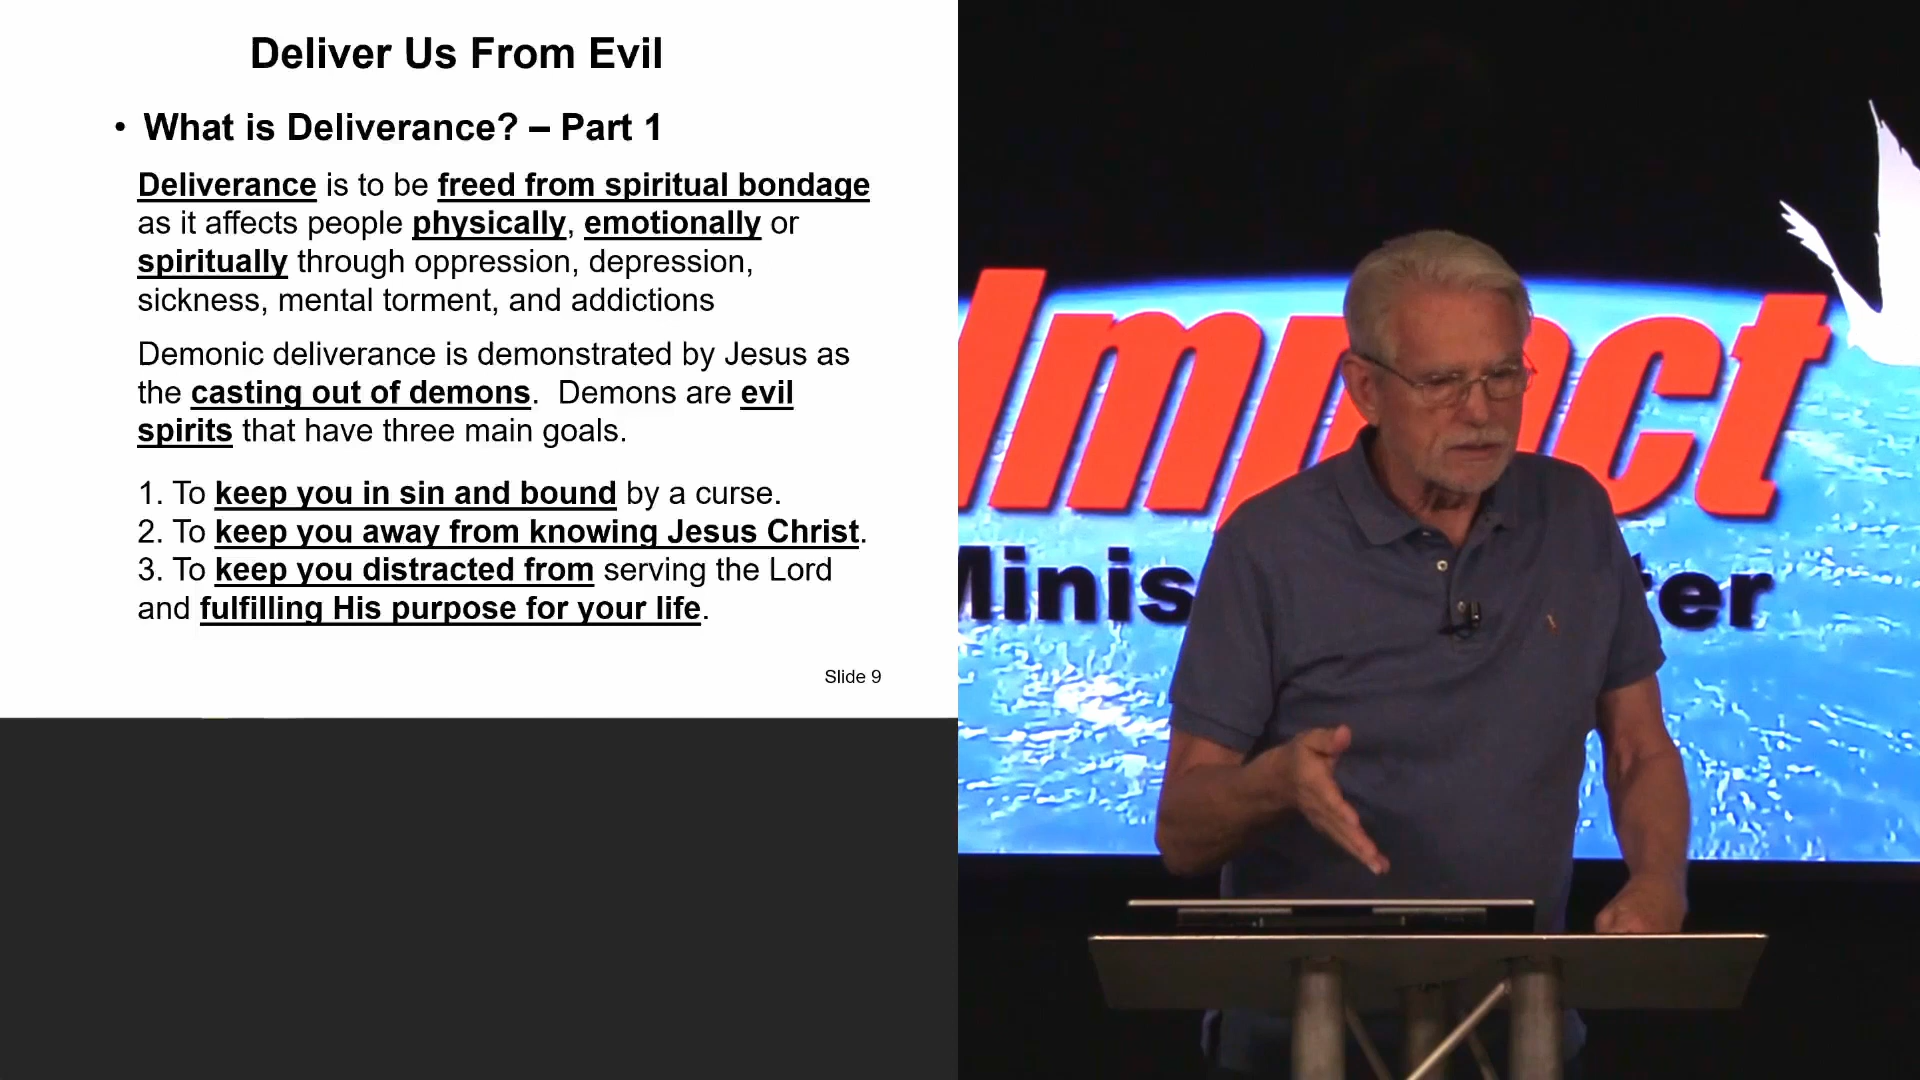 Deliver Us From Evil
• What is Deliverance? – Part 1
Deliverance is to be freed from spiritual bondage
as it affects people physically, emotionally or
spiritually through oppression, depression,
sickness, mental torment, and addictions
Demonic deliverance is demonstrated by Jesus as
the casting out of demons.  Demons are evil
spirits that have three main goals.
1. To keep you in sin and bound by a curse.
2. To keep you away from knowing Jesus Christ.
3. To keep you distracted from serving the Lord
and fulfilling His purpose for your life.
Slide 9
Impact